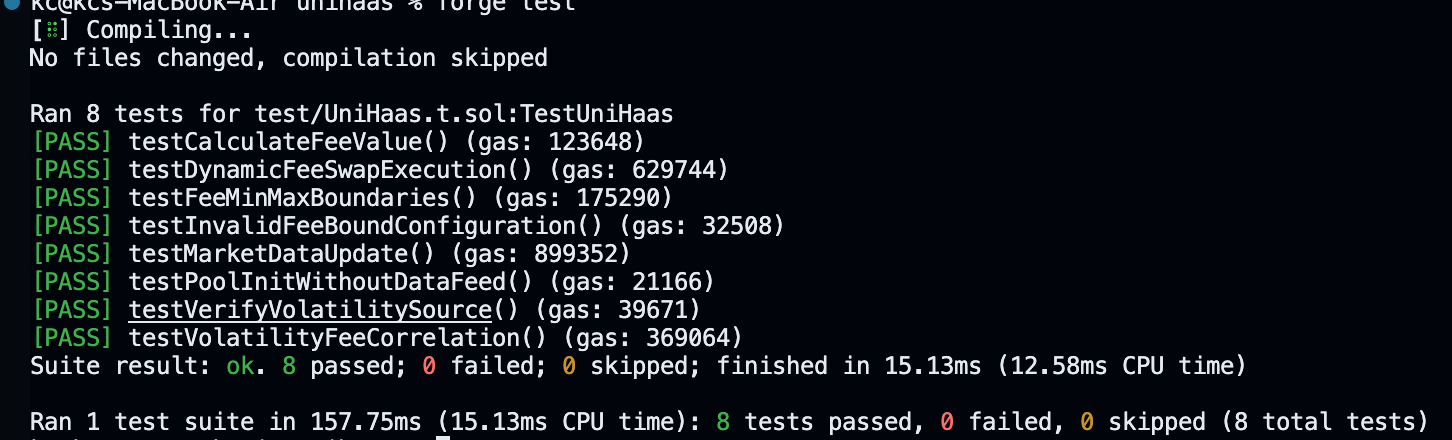 kc@kcs-MacBook-Air unihaas % forge test
[⠿] Compiling...
No files changed, compilation skipped
Ran 8 tests for test/UniHaas.t.sol:TestUniHaas
[PASS] testCalculateFeeValue() (gas: 123648)
[PASS] testDynamicFeeSwapExecution() (gas: 629744)
[PASS] testFeeMinMaxBoundaries() (gas: 175290)
[PASS] testInvalidFeeBoundConfiguration() (gas: 32508)
[PASS] testMarketDataUpdate() (gas: 899352)
[PASS] testPoolInitWithoutDataFeed() (gas: 21166)
[PASS] testVerifyVolatilitySource() (gas: 39671)
[PASS] testVolatilityFeeCorrelation() (gas: 369064)
Suite result: ok. 8 passed; 0 failed; 0 skipped; finished in 15.13ms (12.58ms CPU time)
Ran 1 test suite in 157.75ms (15.13ms CPU time): 8 tests passed, 0 failed, 0 skipped (8 total tests)